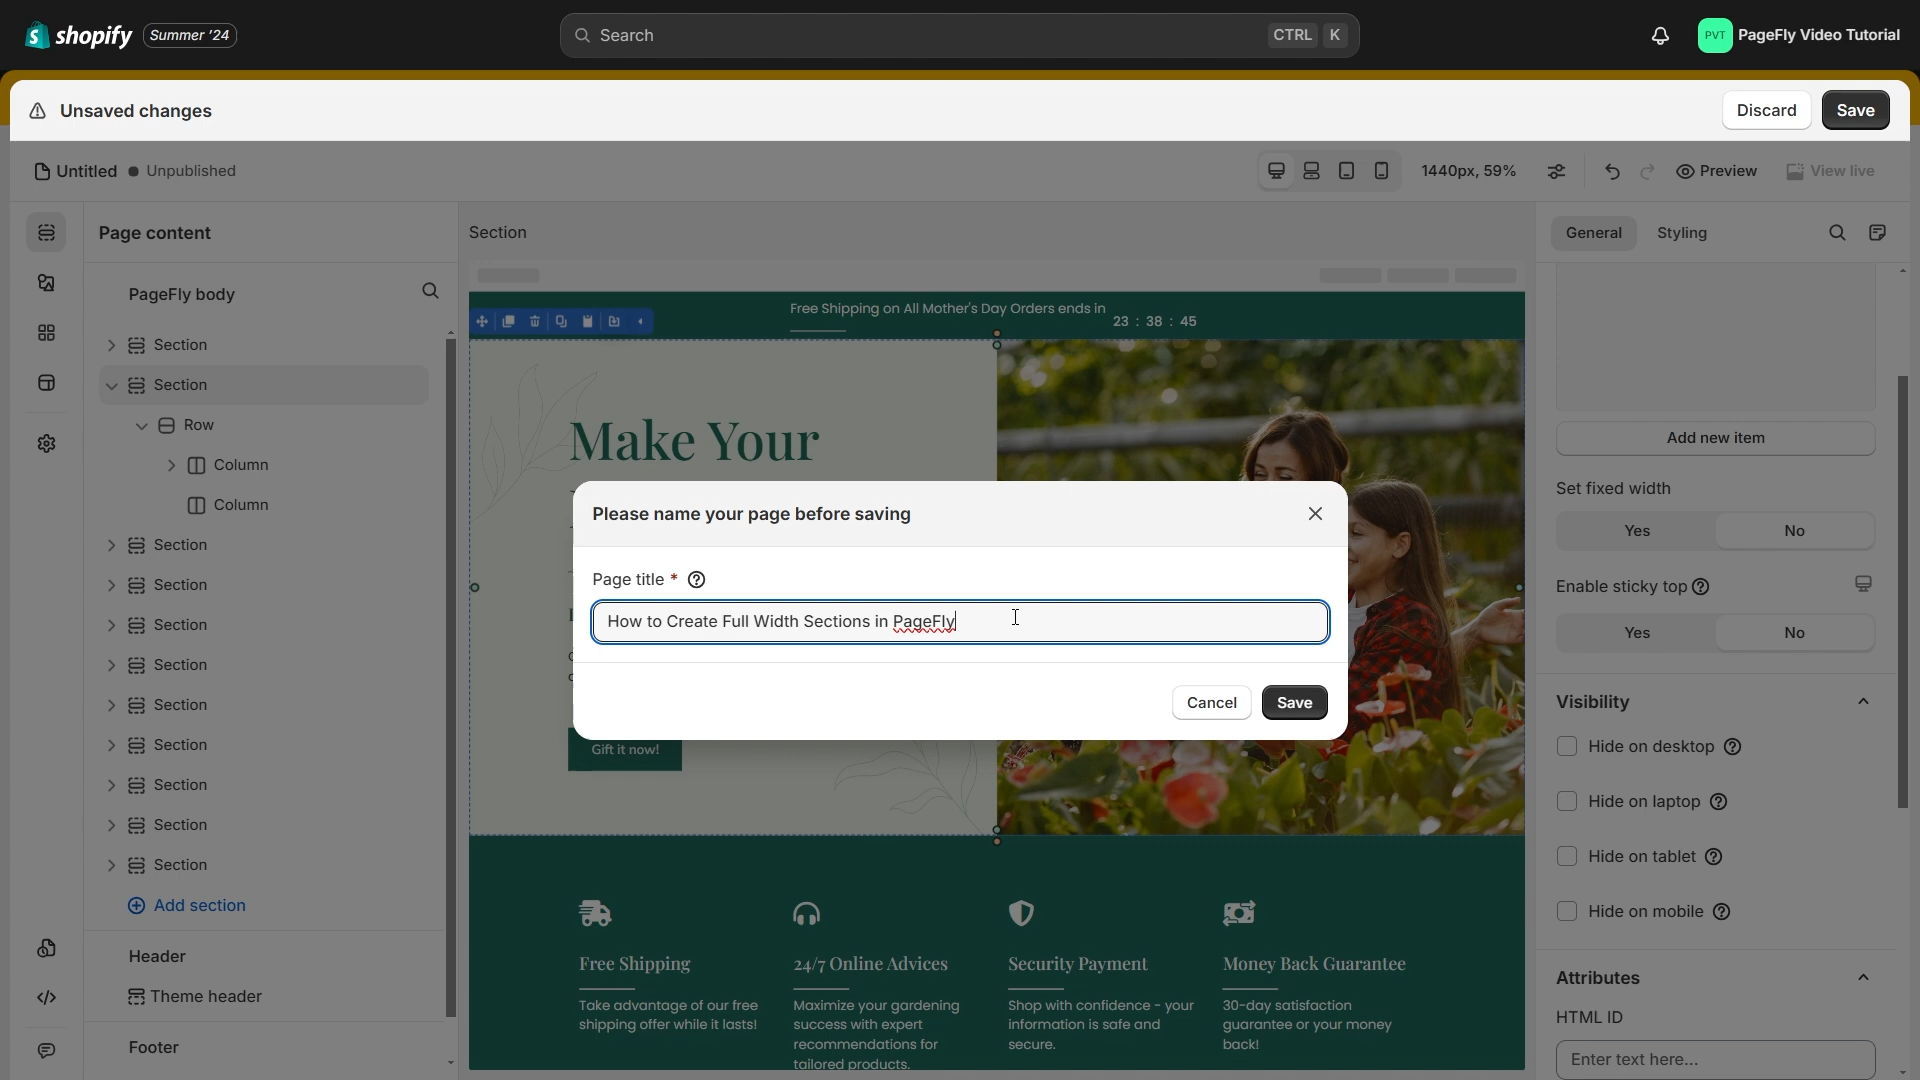 shopify Summer '24
Search CTRL K
PVT PageFly Video Tutorial
Unsaved changes
Discard Save
Untitled Unpublished
1440px, 59%
Preview View live
Page content
PageFly body
Section
Section
Row
Column
Column
Section
Section
Section
Section
Section
Section
Section
Section
Section
Add section
Header
Theme header
Footer
Section
Free Shipping on All Mother's Day Orders ends in
23 : 38 : 45
Make Your
Please name your page before saving
Page title *
How to Create Full Width Sections in PageFly
Cancel Save
Gift it now!
Free Shipping
Take advantage of our free
shipping offer while it lasts!
24/7 Online Advices
Maximize your gardening
success with expert
recommendations for
tailored products.
Security Payment
Shop with confidence - your
information is safe and
secure.
Money Back Guarantee
30-day satisfaction
guarantee or your money
back!
General Styling
Add new item
Set fixed width
Yes No
Enable sticky top
Yes No
Visibility
Hide on desktop
Hide on laptop
Hide on tablet
Hide on mobile
Attributes
HTML ID
Enter text here...